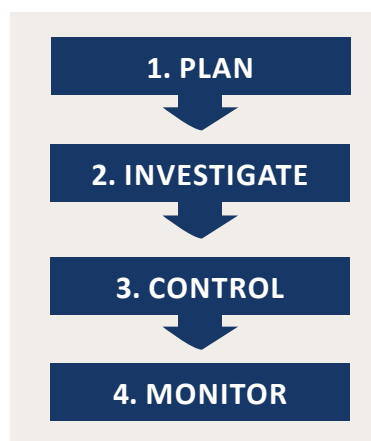 1. PLAN
2. INVESTIGATE
3. CONTROL
4. MONITOR